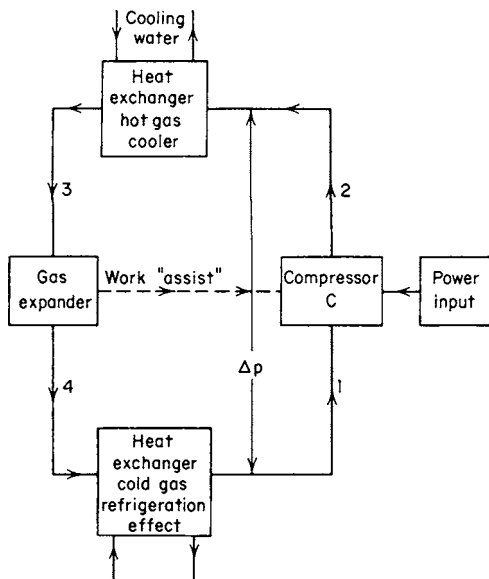 Cooling
water
Heat
exchanger
hot gas
cooler
3
2
Gas
expander
Work "assist"
Compressor
C
Power
input
Δp
4
1
Heat
exchanger
cold gas
refrigeration
effect